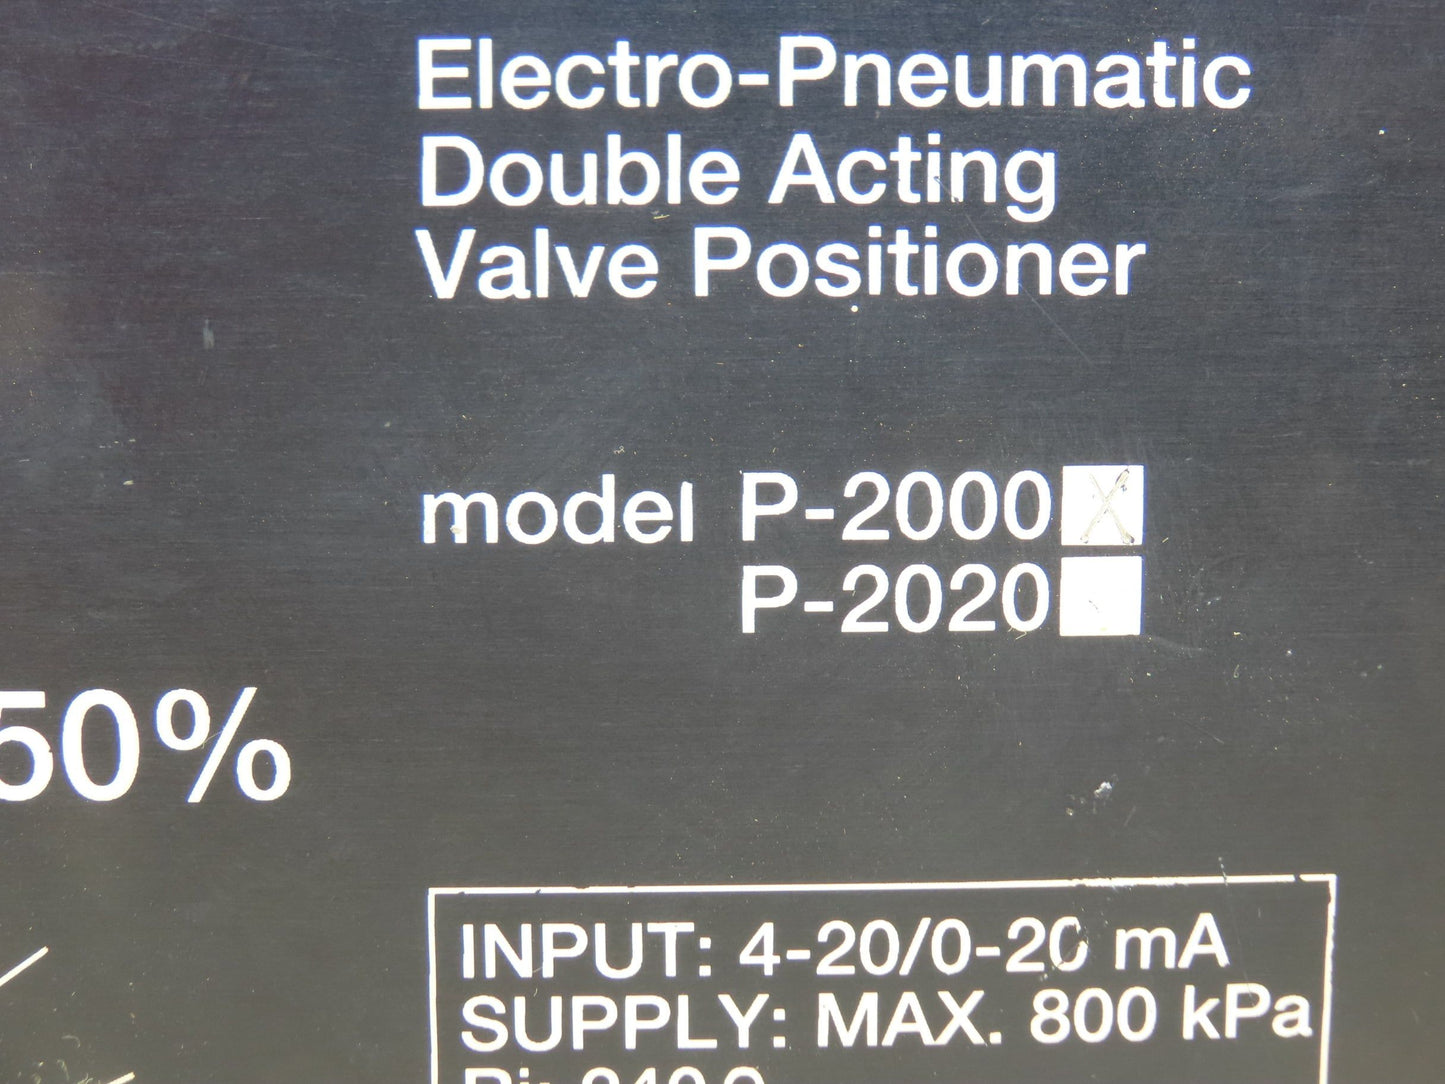 Electro-Pneumatic
Double Acting
Valve Positioner
model P-2000 X
P-2020
50%
INPUT: 4-20/0-20 mA
SUPPLY: MAX. 800 kPa